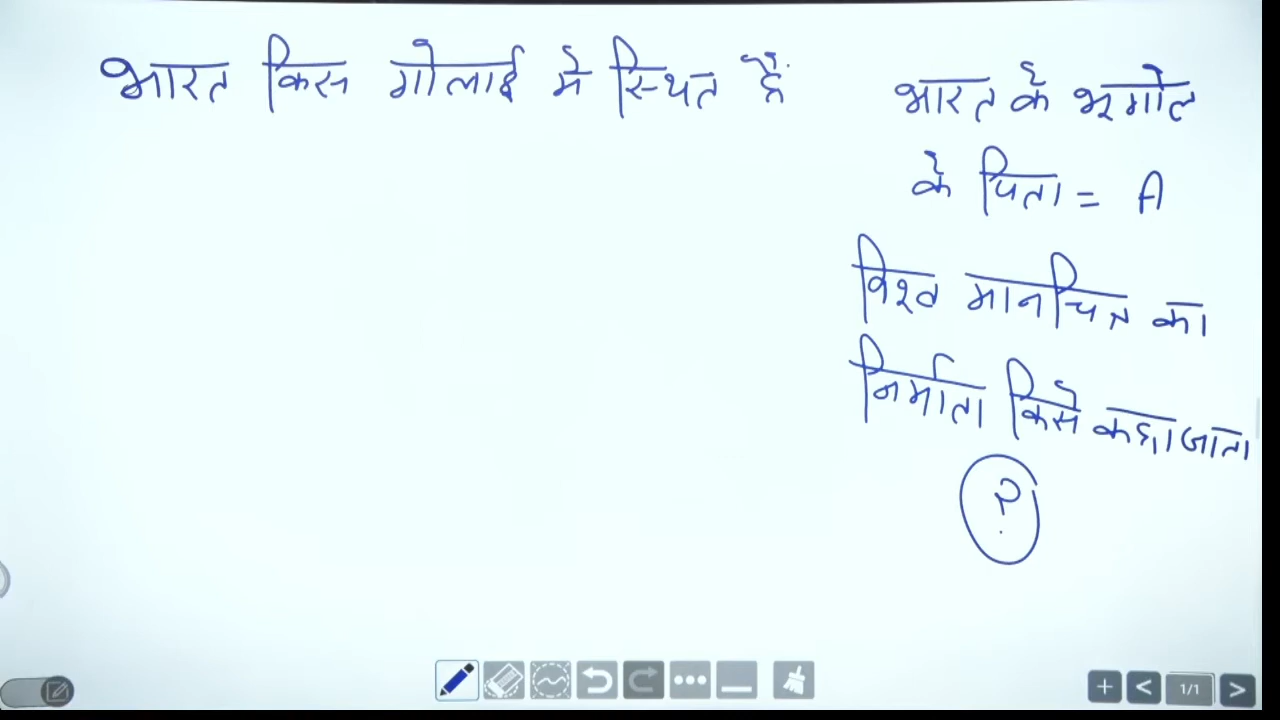 भारत किस गोलाई मे स्थित हैं
भारत के भूगोल
के पिता = A
विश्व मानचित्र का
निर्माता किसे कहा जाता
?
1/1